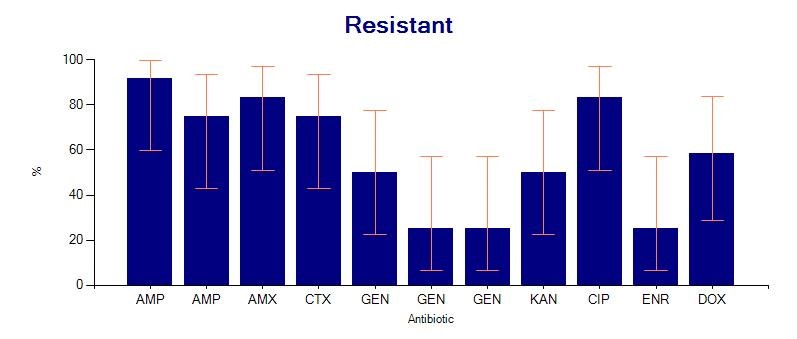 Resistant
100
80
60
40
20
0
%
AMP AMP AMX CTX GEN GEN GEN KAN CIP ENR DOX
Antibiotic